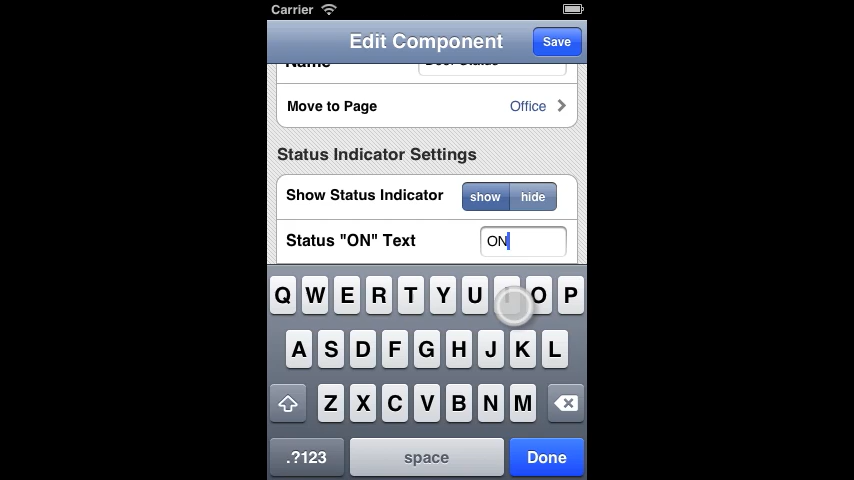 Carrier
Edit Component Save
Name
Move to Page Office
Status Indicator Settings
Show Status Indicator show hide
Status "ON" Text ON
Q W E R T Y U O P
A S D F G H J K L
Z X C V B N M
.?123 space Done